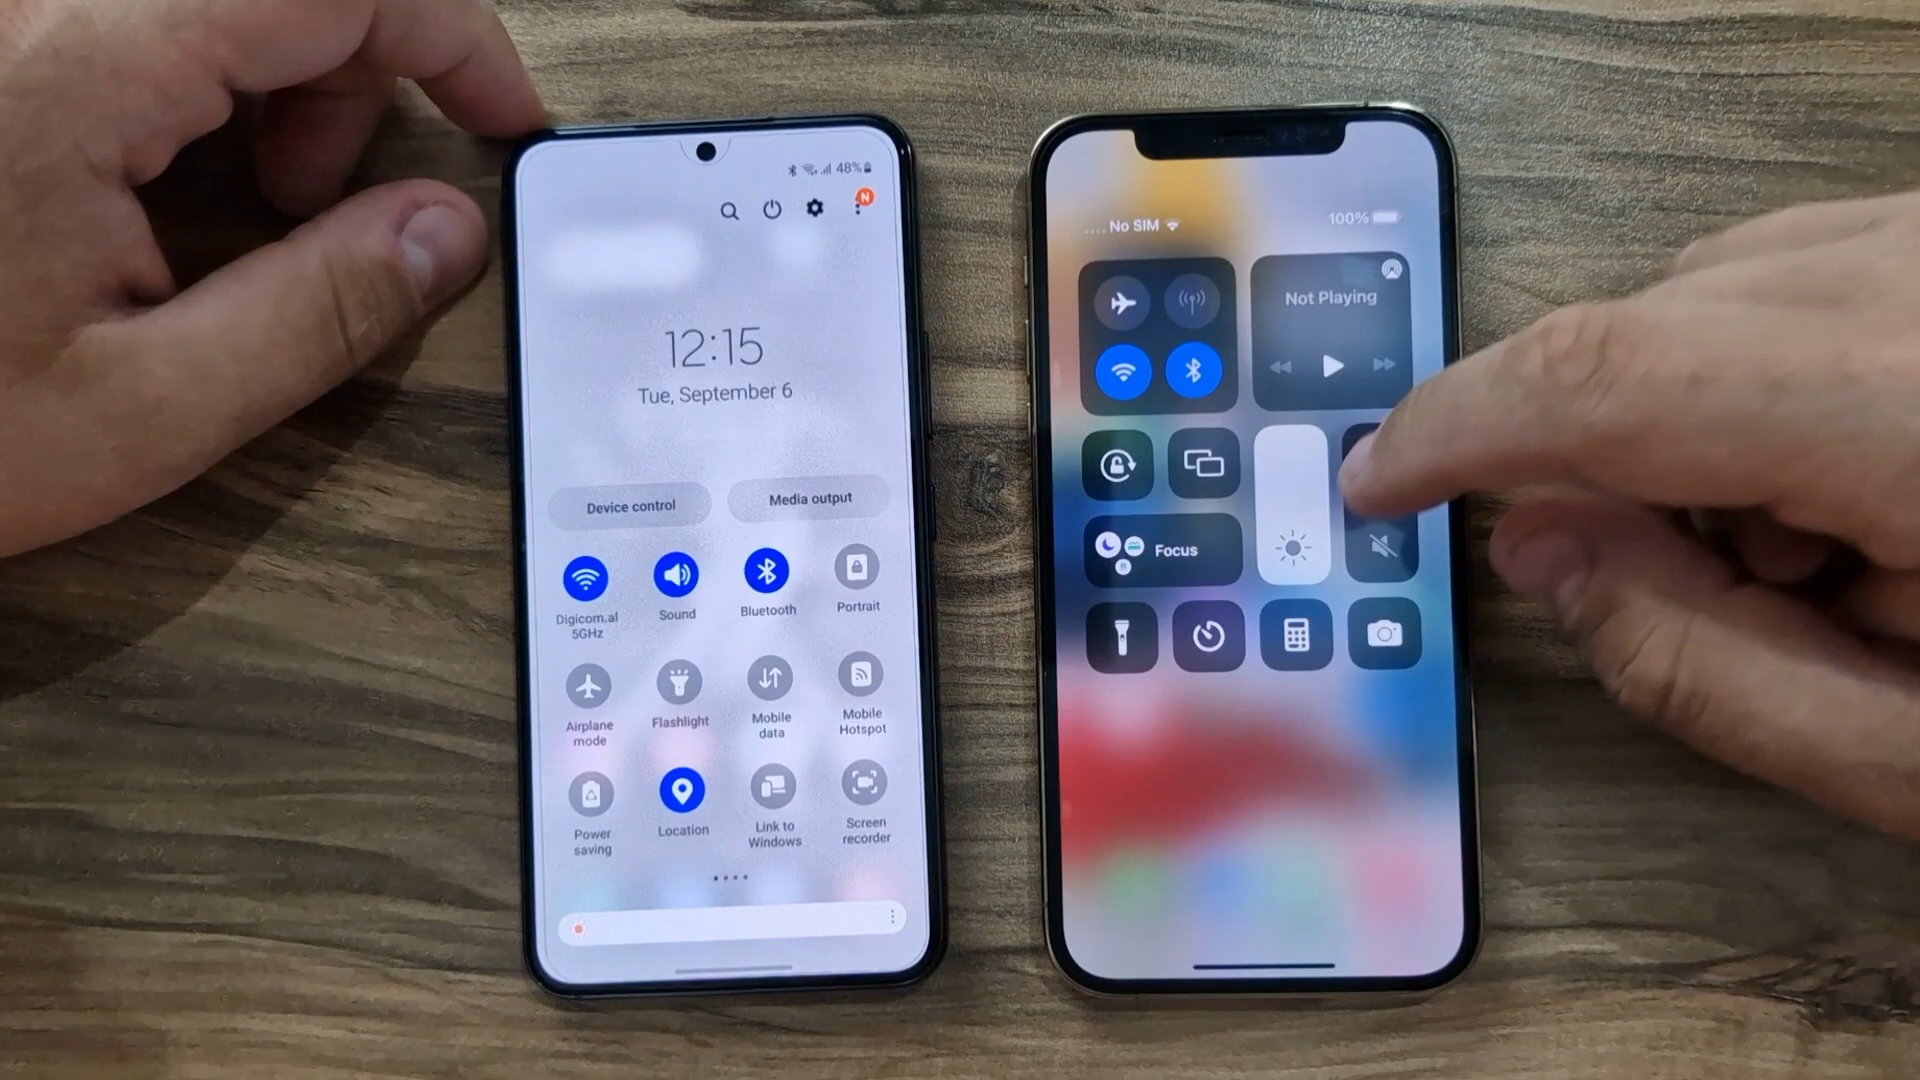 48%
N
12:15
Tue, September 6
Device control
Media output
Digicom.al
5GHz
Sound
Bluetooth
Portrait
Airplane
mode
Flashlight
Mobile
data
Mobile
Hotspot
Power
saving
Location
Link to
Windows
Screen
recorder
No SIM
100%
Not Playing
Focus